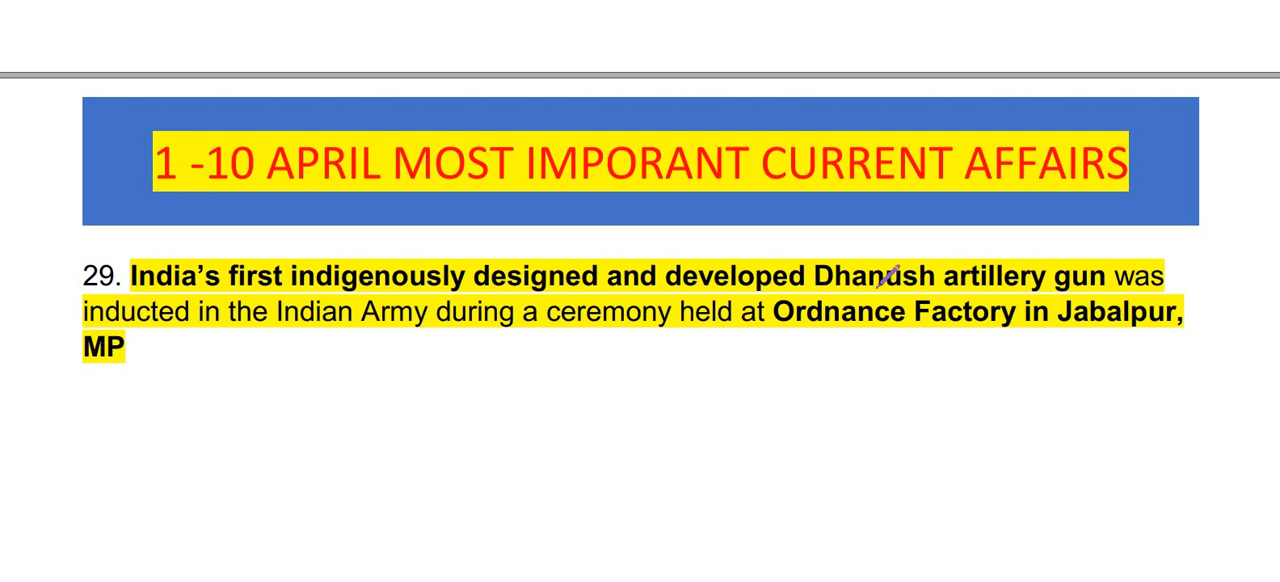 1 -10 APRIL MOST IMPORANT CURRENT AFFAIRS
29. India’s first indigenously designed and developed Dhanush artillery gun was
inducted in the Indian Army during a ceremony held at Ordnance Factory in Jabalpur,
MP